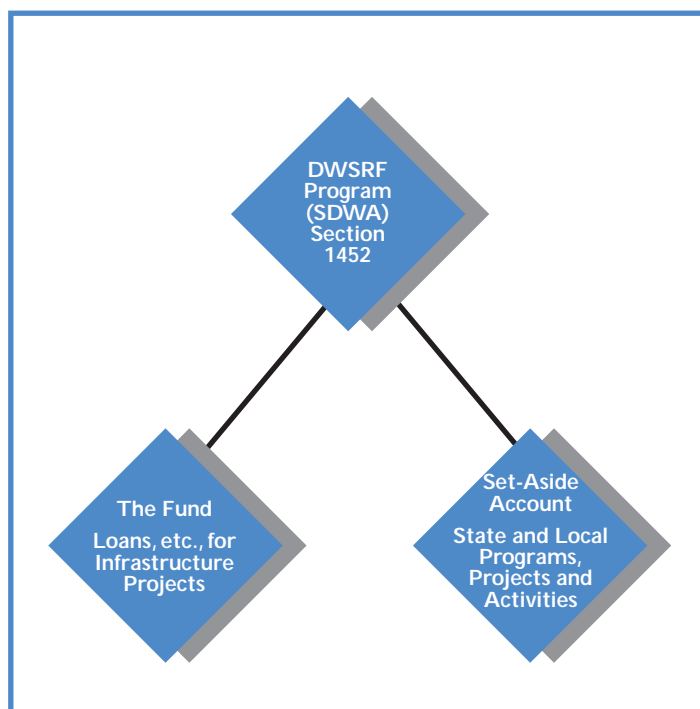 DWSRF
Program
(SDWA)
Section
1452
The Fund
Loans, etc., for
Infrastructure
Projects
Set-Aside
Account
State and Local
Programs,
Projects and
Activities